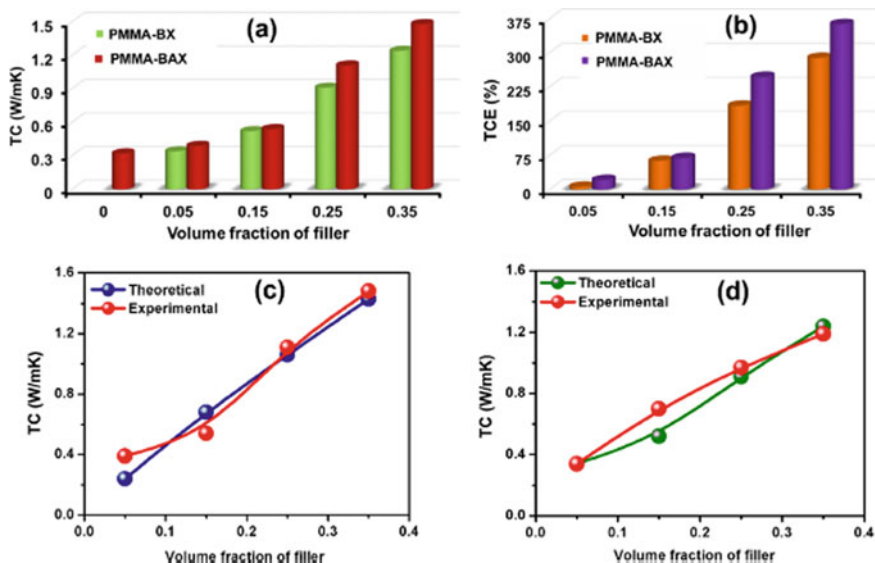 (a)
PMMA-BX
PMMA-BAX
TC (W/mK)
1.5
1.2
0.9
0.6
0.3
0
0 0.05 0.15 0.25 0.35
Volume fraction of filler
(b)
PMMA-BX
PMMA-BAX
TCE (%)
375
300
225
150
75
0
0.05 0.15 0.25 0.35
Volume fraction of filler
(c)
Theoretical
Experimental
TC (W/mK)
1.6
1.2
0.8
0.4
0.0
0.0 0.1 0.2 0.3 0.4
Volume fraction of filler
(d)
Theoretical
Experimental
TC (W/mK)
1.6
1.2
0.8
0.4
0.0
0.0 0.1 0.2 0.3 0.4
Volume fraction of filler